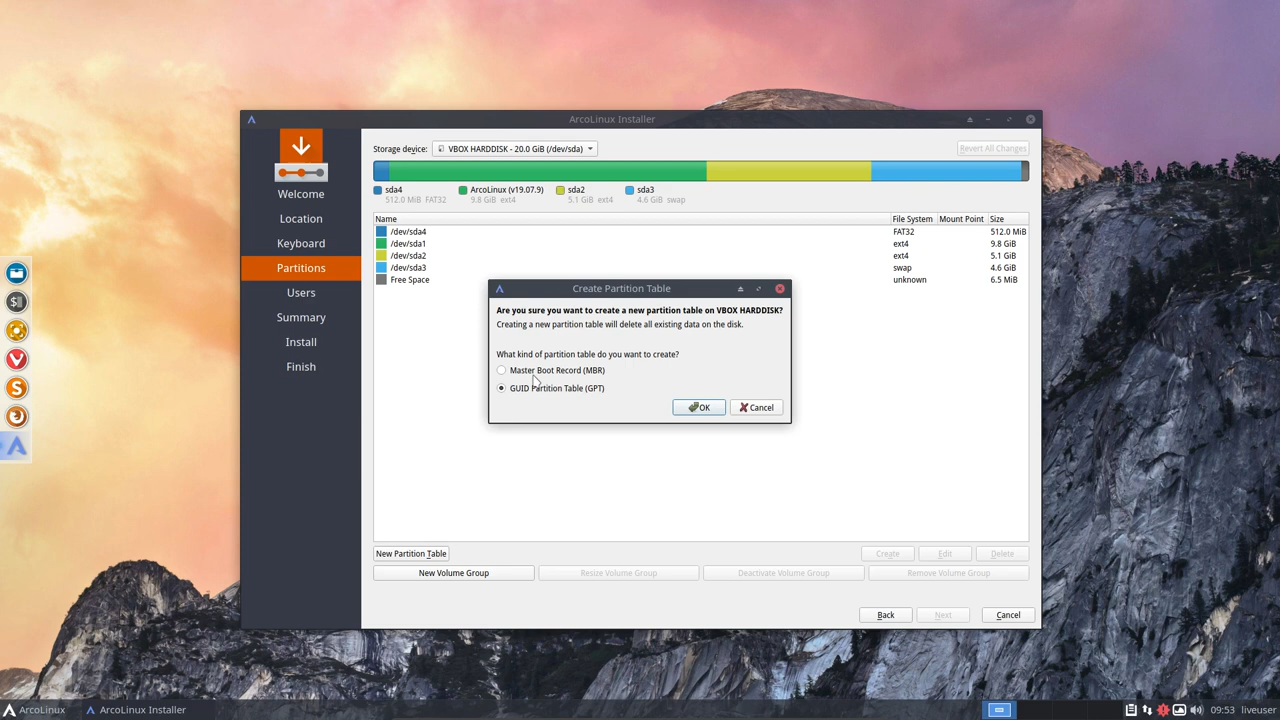 ArcoLinux Installer
Welcome
Location
Keyboard
Partitions
Users
Summary
Install
Finish
Storage device:
VBOX HARDDISK - 20.0 GiB (/dev/sda)
Revert All Changes
sda4
512.0 MiB FAT32
ArcoLinux (v19.07.9)
9.8 GiB ext4
sda2
5.1 GiB ext4
sda3
4.6 GiB swap
Name File System Mount Point Size
/dev/sda4 FAT32 512.0 MiB
/dev/sda1 ext4 9.8 GiB
/dev/sda2 ext4 5.1 GiB
/dev/sda3 swap 4.6 GiB
Free Space unknown 6.5 MiB
Create Partition Table
Are you sure you want to create a new partition table on VBOX HARDDISK?
Creating a new partition table will delete all existing data on the disk.
What kind of partition table do you want to create?
Master Boot Record (MBR)
GUID Partition Table (GPT)
OK Cancel
New Partition Table Create Edit Delete
New Volume Group Resize Volume Group Deactivate Volume Group Remove Volume Group
Back Next Cancel
ArcoLinux ArcoLinux Installer 09:53 liveuser